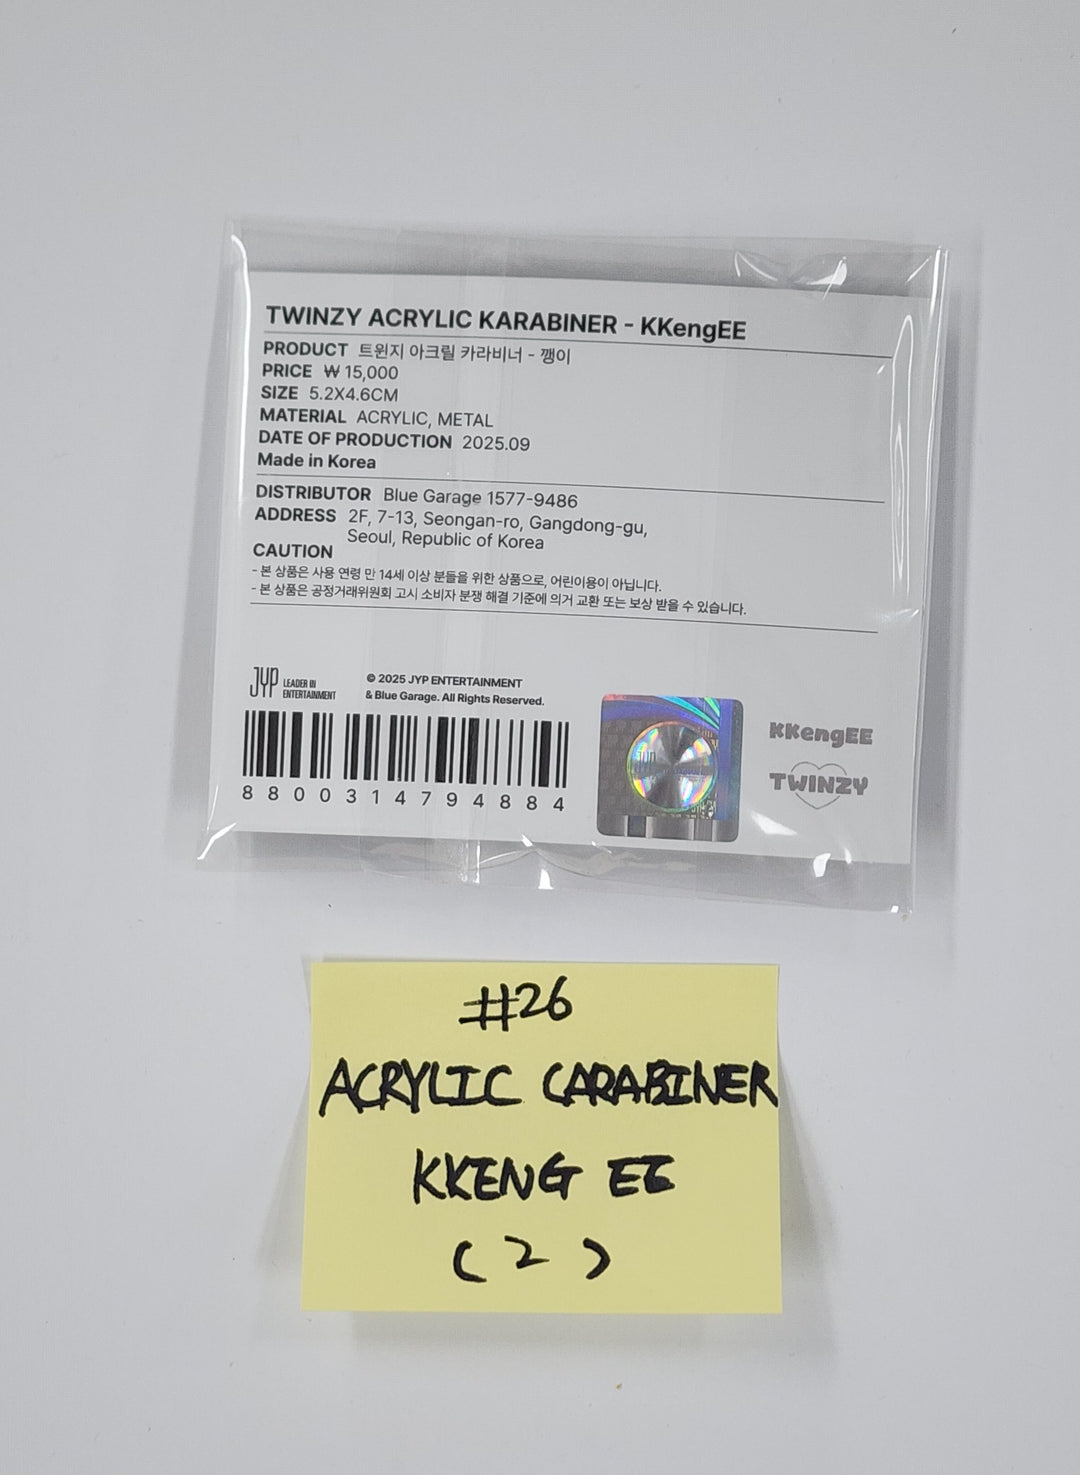 TWINZY ACRYLIC KARABINER - KKengEE
PRODUCT 트윈지 아크릴 카라비너 - 깽이
PRICE ₩ 15,000
SIZE 5.2X4.6CM
MATERIAL ACRYLIC, METAL
DATE OF PRODUCTION 2025.09
Made in Korea
DISTRIBUTOR Blue Garage 1577-9486
ADDRESS 2F, 7-13, Seongan-ro, Gangdong-gu,
Seoul, Republic of Korea
CAUTION
- 본 상품은 사용 연령 만 14세 이상 분들을 위한 상품으로, 어린이용이 아닙니다.
- 본 상품은 공정거래위원회 고시 소비자 분쟁 해결 기준에 의거 교환 또는 보상 받을 수 있습니다.
JYP LEADER IN
ENTERTAINMENT
© 2025 JYP ENTERTAINMENT
& Blue Garage. All Rights Reserved.
8800314794884
JYP
KKengEE
TWINZY
#26
ACRYLIC CARABINER
KKENG EE
(2)